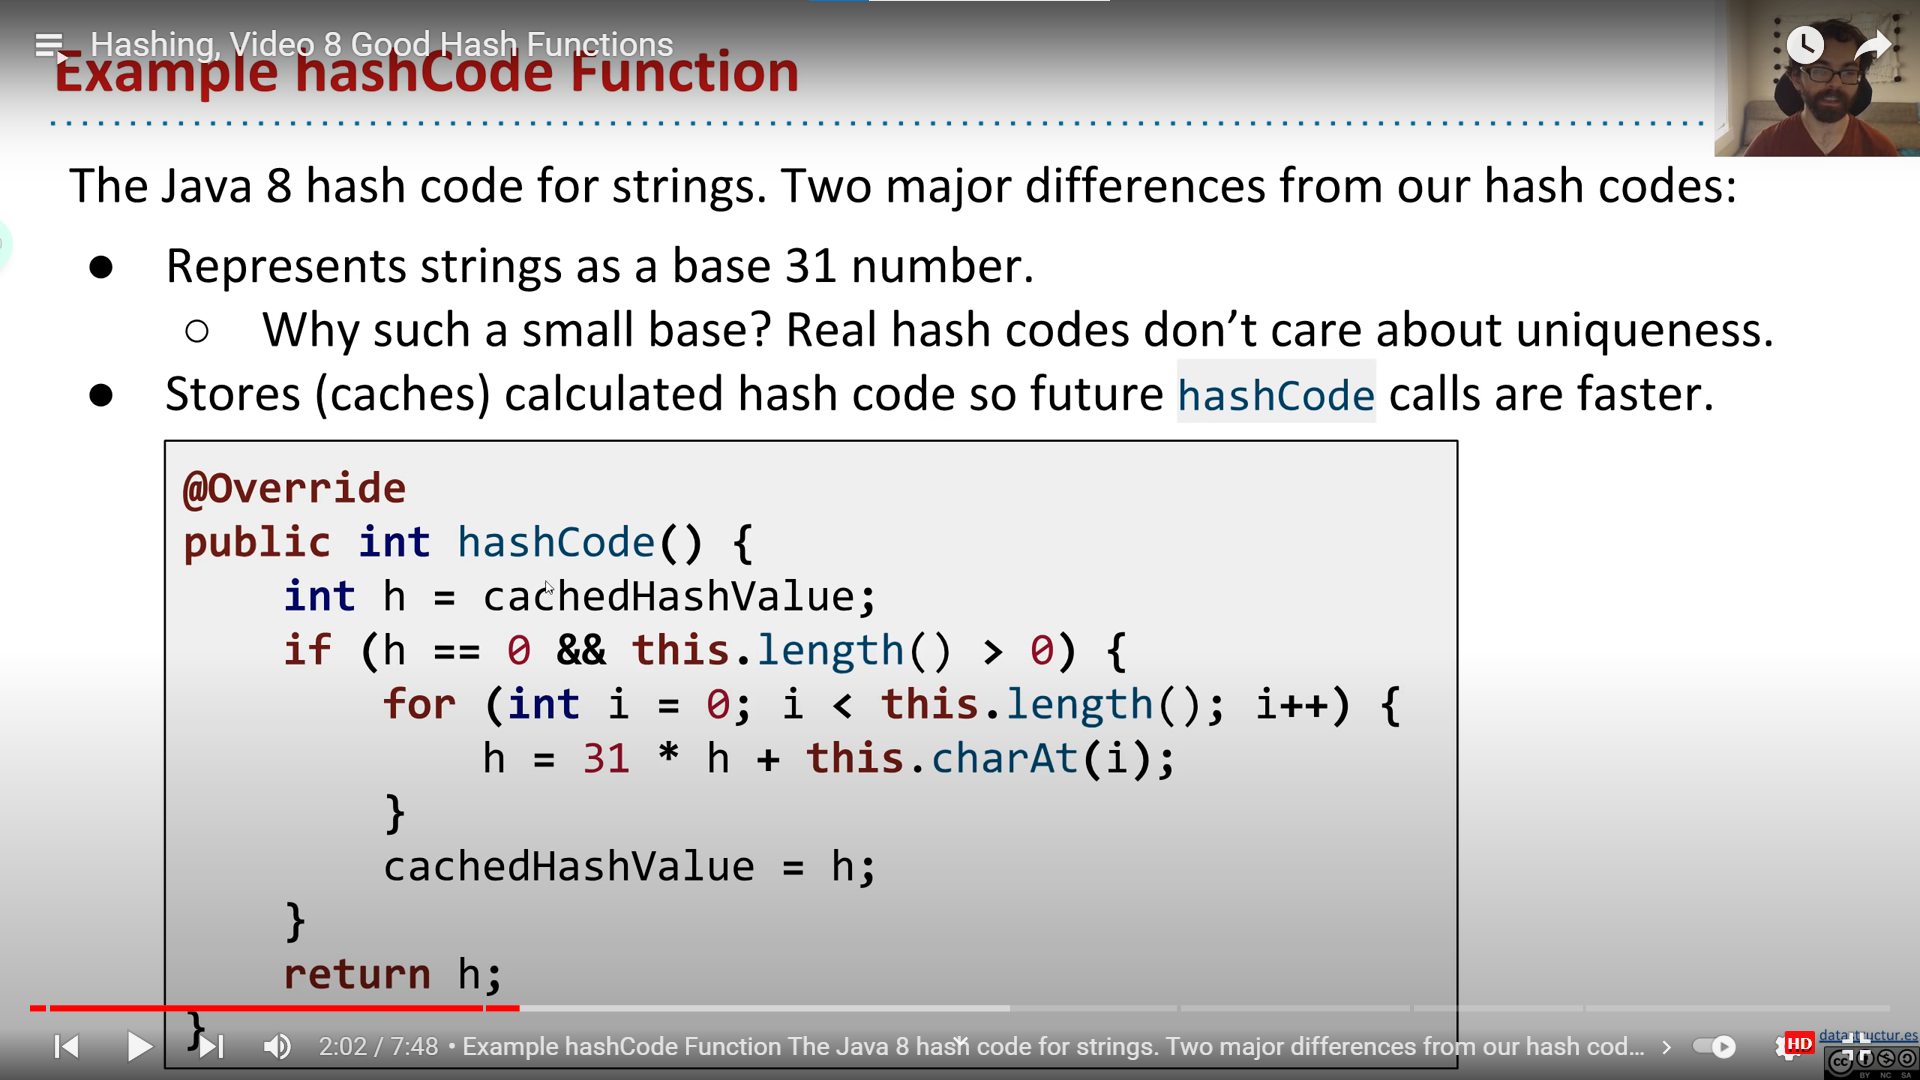 Hashing, Video 8 Good Hash Functions
Example hashCode Function
The Java 8 hash code for strings. Two major differences from our hash codes:
● Represents strings as a base 31 number.
○ Why such a small base? Real hash codes don’t care about uniqueness.
● Stores (caches) calculated hash code so future hashCode calls are faster.
@Override
public int hashCode() {
int h = cachedHashValue;
if (h == 0 && this.length() > 0) {
for (int i = 0; i < this.length(); i++) {
h = 31 * h + this.charAt(i);
}
cachedHashValue = h;
}
return h;
}
2:02 / 7:48 • Example hashCode Function The Java 8 hash code for strings. Two major differences from our hash cod...
HD
datastructur.es
cc
BY NC SA